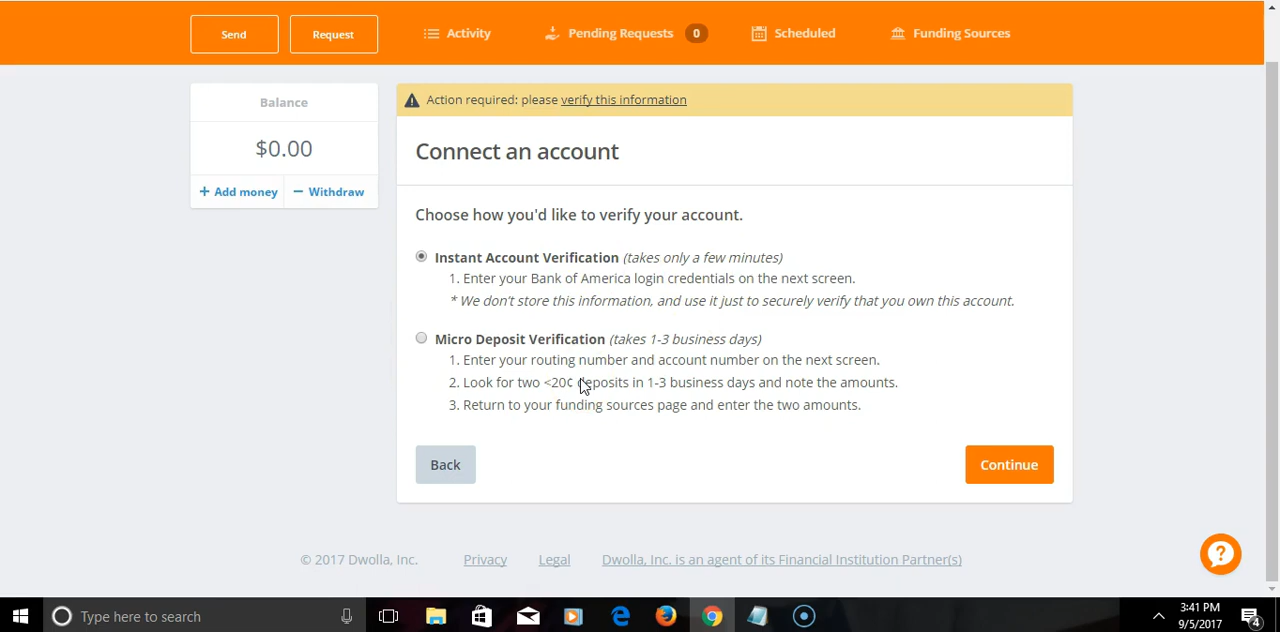 Send
Request
Activity
Pending Requests 0
Scheduled
Funding Sources
Balance
$0.00
+ Add money
− Withdraw
Action required: please verify this information
Connect an account
Choose how you'd like to verify your account.
Instant Account Verification (takes only a few minutes)
1. Enter your Bank of America login credentials on the next screen.
* We don't store this information, and use it just to securely verify that you own this account.
Micro Deposit Verification (takes 1-3 business days)
1. Enter your routing number and account number on the next screen.
2. Look for two <20¢ deposits in 1-3 business days and note the amounts.
3. Return to your funding sources page and enter the two amounts.
Back
Continue
© 2017 Dwolla, Inc.
Privacy
Legal
Dwolla, Inc. is an agent of its Financial Institution Partner(s)
?
Type here to search
3:41 PM
9/5/2017
4